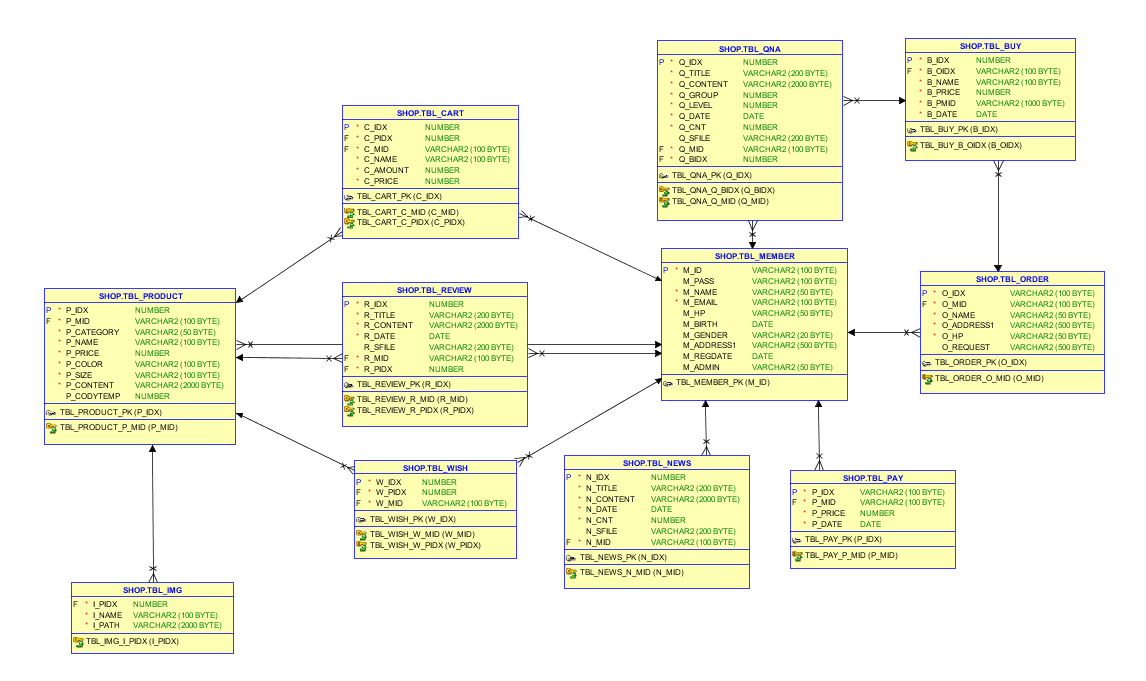 SHOP.TBL_QNA
P * Q_IDX NUMBER
* Q_TITLE VARCHAR2 (200 BYTE)
* Q_CONTENT VARCHAR2 (2000 BYTE)
* Q_GROUP NUMBER
* Q_LEVEL NUMBER
* Q_DATE DATE
* Q_CNT NUMBER
Q_SFILE VARCHAR2 (200 BYTE)
F * Q_MID VARCHAR2 (100 BYTE)
F * Q_BIDX NUMBER
TBL_QNA_PK (Q_IDX)
TBL_QNA_Q_BIDX (Q_BIDX)
TBL_QNA_Q_MID (Q_MID)
SHOP.TBL_BUY
P * B_IDX NUMBER
F * B_OIDX VARCHAR2 (100 BYTE)
* B_NAME VARCHAR2 (100 BYTE)
* B_PRICE NUMBER
* B_PMID VARCHAR2 (1000 BYTE)
* B_DATE DATE
TBL_BUY_PK (B_IDX)
TBL_BUY_B_OIDX (B_OIDX)
SHOP.TBL_CART
P * C_IDX NUMBER
F * C_PIDX NUMBER
F * C_MID VARCHAR2 (100 BYTE)
* C_NAME VARCHAR2 (100 BYTE)
* C_AMOUNT NUMBER
* C_PRICE NUMBER
TBL_CART_PK (C_IDX)
TBL_CART_C_MID (C_MID)
TBL_CART_C_PIDX (C_PIDX)
SHOP.TBL_MEMBER
P * M_ID VARCHAR2 (100 BYTE)
M_PASS VARCHAR2 (100 BYTE)
* M_NAME VARCHAR2 (50 BYTE)
* M_EMAIL VARCHAR2 (100 BYTE)
M_HP VARCHAR2 (50 BYTE)
M_BIRTH DATE
M_GENDER VARCHAR2 (20 BYTE)
M_ADDRESS1 VARCHAR2 (500 BYTE)
M_REGDATE DATE
M_ADMIN VARCHAR2 (50 BYTE)
TBL_MEMBER_PK (M_ID)
SHOP.TBL_ORDER
P * O_IDX VARCHAR2 (100 BYTE)
F * O_MID VARCHAR2 (100 BYTE)
* O_NAME VARCHAR2 (50 BYTE)
* O_ADDRESS1 VARCHAR2 (500 BYTE)
* O_HP VARCHAR2 (50 BYTE)
* O_REQUEST VARCHAR2 (500 BYTE)
TBL_ORDER_PK (O_IDX)
TBL_ORDER_O_MID (O_MID)
SHOP.TBL_PRODUCT
P * P_IDX NUMBER
F * P_MID VARCHAR2 (100 BYTE)
* P_CATEGORY VARCHAR2 (50 BYTE)
* P_NAME VARCHAR2 (100 BYTE)
* P_PRICE NUMBER
* P_COLOR VARCHAR2 (100 BYTE)
* P_SIZE VARCHAR2 (100 BYTE)
* P_CONTENT VARCHAR2 (2000 BYTE)
P_CODYTEMP NUMBER
TBL_PRODUCT_PK (P_IDX)
TBL_PRODUCT_P_MID (P_MID)
SHOP.TBL_REVIEW
P * R_IDX NUMBER
* R_TITLE VARCHAR2 (200 BYTE)
* R_CONTENT VARCHAR2 (2000 BYTE)
* R_DATE DATE
R_SFILE VARCHAR2 (200 BYTE)
F * R_MID VARCHAR2 (100 BYTE)
F * R_PIDX NUMBER
TBL_REVIEW_PK (R_IDX)
TBL_REVIEW_R_MID (R_MID)
TBL_REVIEW_R_PIDX (R_PIDX)
SHOP.TBL_WISH
P * W_IDX NUMBER
F * W_PIDX NUMBER
F * W_MID VARCHAR2 (100 BYTE)
TBL_WISH_PK (W_IDX)
TBL_WISH_W_MID (W_MID)
TBL_WISH_W_PIDX (W_PIDX)
SHOP.TBL_NEWS
P * N_IDX NUMBER
* N_TITLE VARCHAR2 (200 BYTE)
* N_CONTENT VARCHAR2 (2000 BYTE)
* N_DATE DATE
* N_CNT NUMBER
N_SFILE VARCHAR2 (200 BYTE)
F * N_MID VARCHAR2 (100 BYTE)
TBL_NEWS_PK (N_IDX)
TBL_NEWS_N_MID (N_MID)
SHOP.TBL_PAY
P * P_IDX VARCHAR2 (100 BYTE)
F * P_MID VARCHAR2 (100 BYTE)
* P_PRICE NUMBER
* P_DATE DATE
TBL_PAY_PK (P_IDX)
TBL_PAY_P_MID (P_MID)
SHOP.TBL_IMG
F * I_PIDX NUMBER
* I_NAME VARCHAR2 (100 BYTE)
* I_PATH VARCHAR2 (2000 BYTE)
TBL_IMG_I_PIDX (I_PIDX)